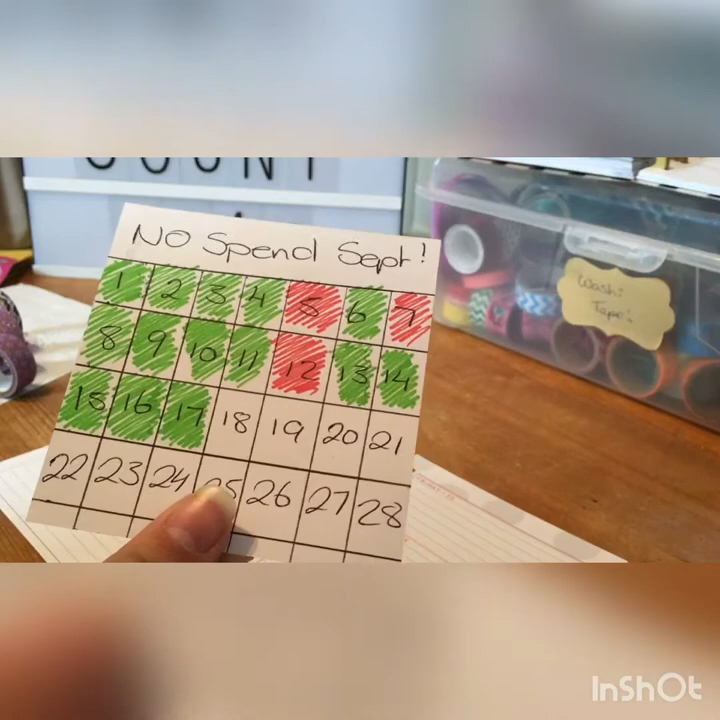 COUNT
No Spend Sept!
1 2 3 4 5 6 7
8 9 10 11 12 13 14
15 16 17 18 19 20 21
22 23 24 25 26 27 28
Washi
Tape!
InShOt